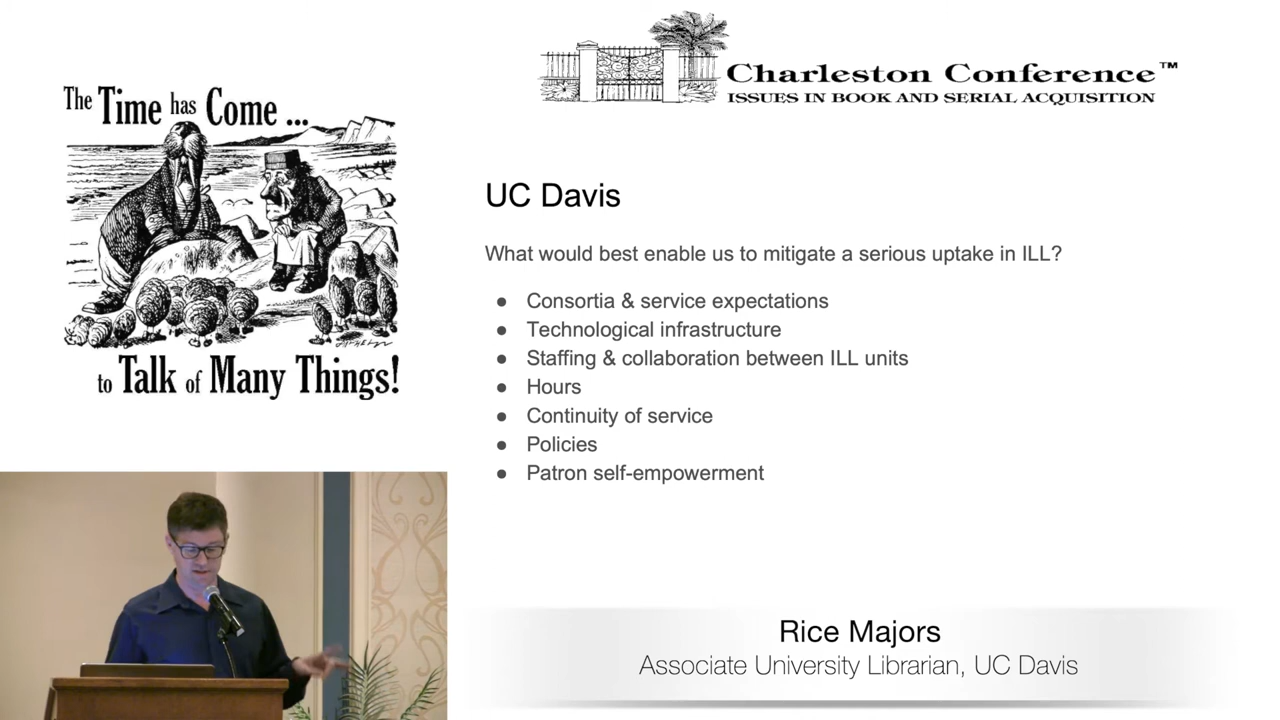 The Time has Come ...
to Talk of Many Things!
Charleston Conference™
ISSUES IN BOOK AND SERIAL ACQUISITION
UC Davis
What would best enable us to mitigate a serious uptake in ILL?
● Consortia & service expectations
● Technological infrastructure
● Staffing & collaboration between ILL units
● Hours
● Continuity of service
● Policies
● Patron self-empowerment
Rice Majors
Associate University Librarian, UC Davis